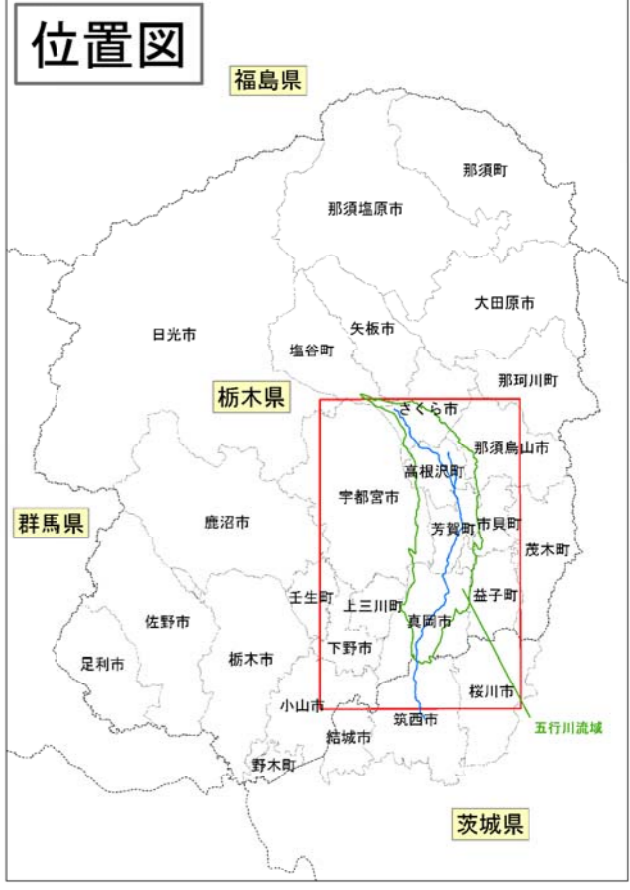 位置図
福島県
那須町
那須塩原市
大田原市
矢板市
日光市
塩谷町
那珂川町
栃木県
さくら市
那須烏山市
高根沢町
宇都宮市
鹿沼市
群馬県
芳賀町
市貝町
茂木町
壬生町
上三川町
益子町
佐野市
真岡市
下野市
足利市
栃木市
桜川市
小山市
筑西市
五行川流域
結城市
野木町
茨城県